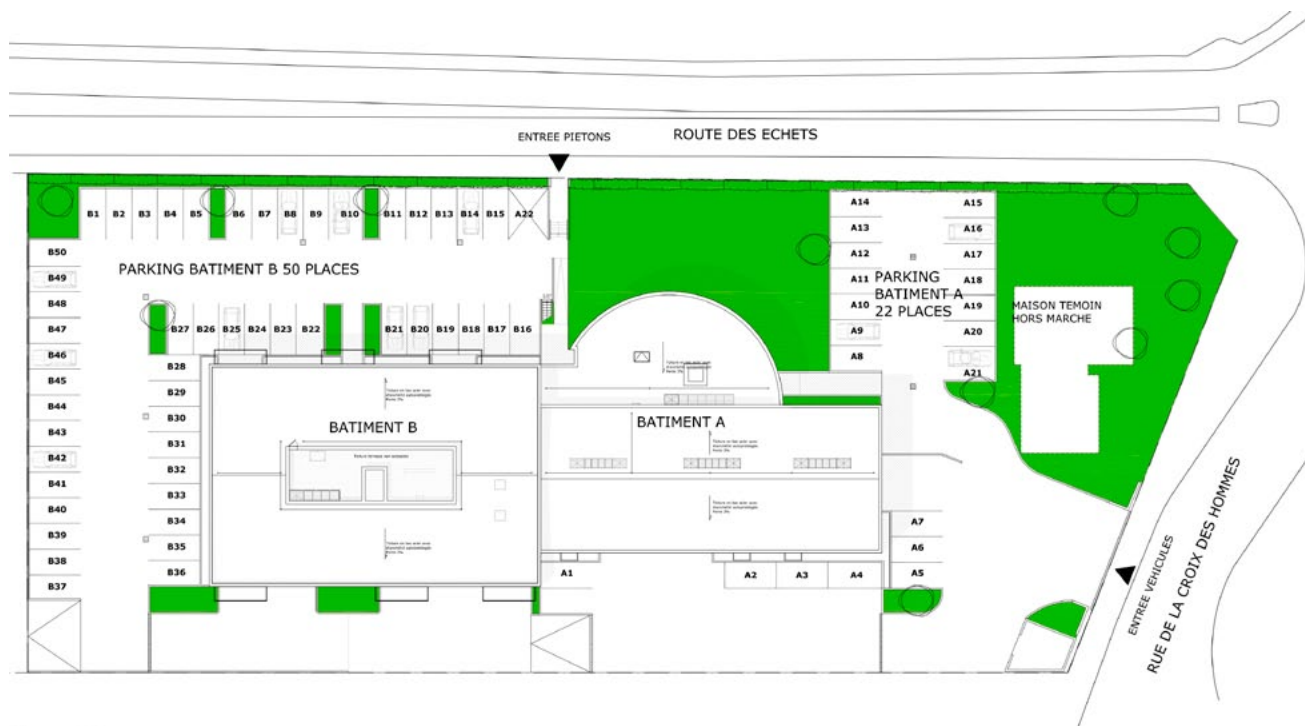 ENTREE PIETONS
ROUTE DES ECHETS
B1 B2 B3 B4 B5 B6 B7 B8 B9 B10 B11 B12 B13 B14 B15 A22
A14
A13
A12
A11
A10
A9
A8
A15
A16
A17
A18
A19
A20
A21
B50
B49
B48
B47
B46
B45
B44
B43
B42
B41
B40
B39
B38
B37
PARKING BATIMENT B 50 PLACES
PARKING
BATIMENT A
22 PLACES
MAISON TEMOIN
HORS MARCHE
B27 B26 B25 B24 B23 B22 B21 B20 B19 B18 B17 B16
B28
B29
B30
B31
B32
B33
B34
B35
B36
BATIMENT B
BATIMENT A
A7
A6
A5
A1 A2 A3 A4
ENTREE VEHICULES
RUE DE LA CROIX DES HOMMES